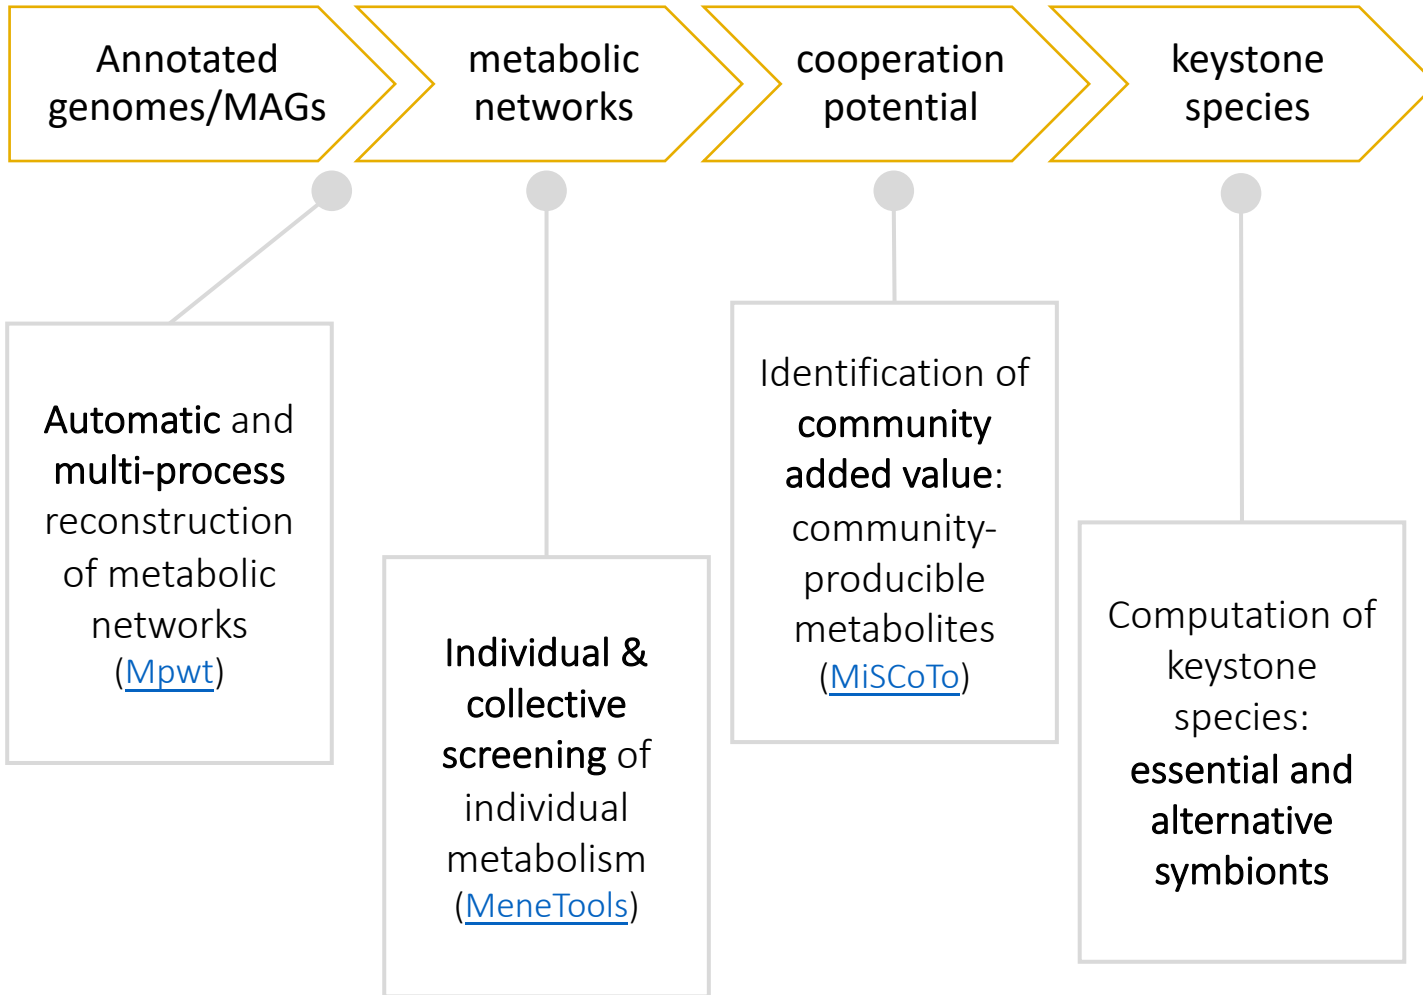 Annotated
genomes/MAGs
metabolic
networks
cooperation
potential
keystone
species
Automatic and
multi-process
reconstruction
of metabolic
networks
(Mpwt)
Individual &
collective
screening of
individual
metabolism
(MeneTools)
Identification of
community
added value:
community-
producible
metabolites
(MiSCoTo)
Computation of
keystone
species:
essential and
alternative
symbionts